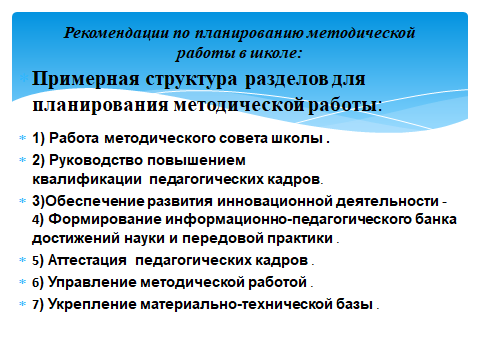 Рекомендации по планированию методической
работы в школе:
Примерная структура разделов для
планирования методической работы:
1) Работа методического совета школы .
2) Руководство повышением
квалификации педагогических кадров.
3)Обеспечение развития инновационной деятельности -
4) Формирование информационно-педагогического банка
достижений науки и передовой практики .
5) Аттестация педагогических кадров .
6) Управление методической работой .
7) Укрепление материально-технической базы .